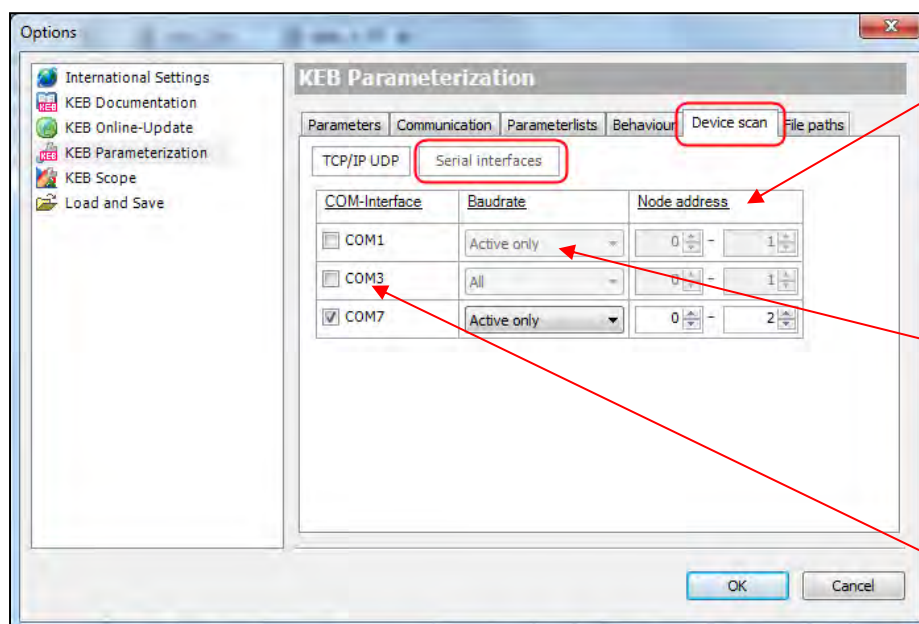 Options
International Settings
KEB Documentation
KEB Online-Update
KEB Parameterization
KEB Scope
Load and Save
KEB Parameterization
Parameters Communication Parameterlists Behaviour Device scan File paths
TCP/IP UDP Serial interfaces
COM-Interface Baudrate Node address
COM1 Active only 0 - 1
COM3 All 0 - 1
COM7 Active only 0 - 2
OK Cancel